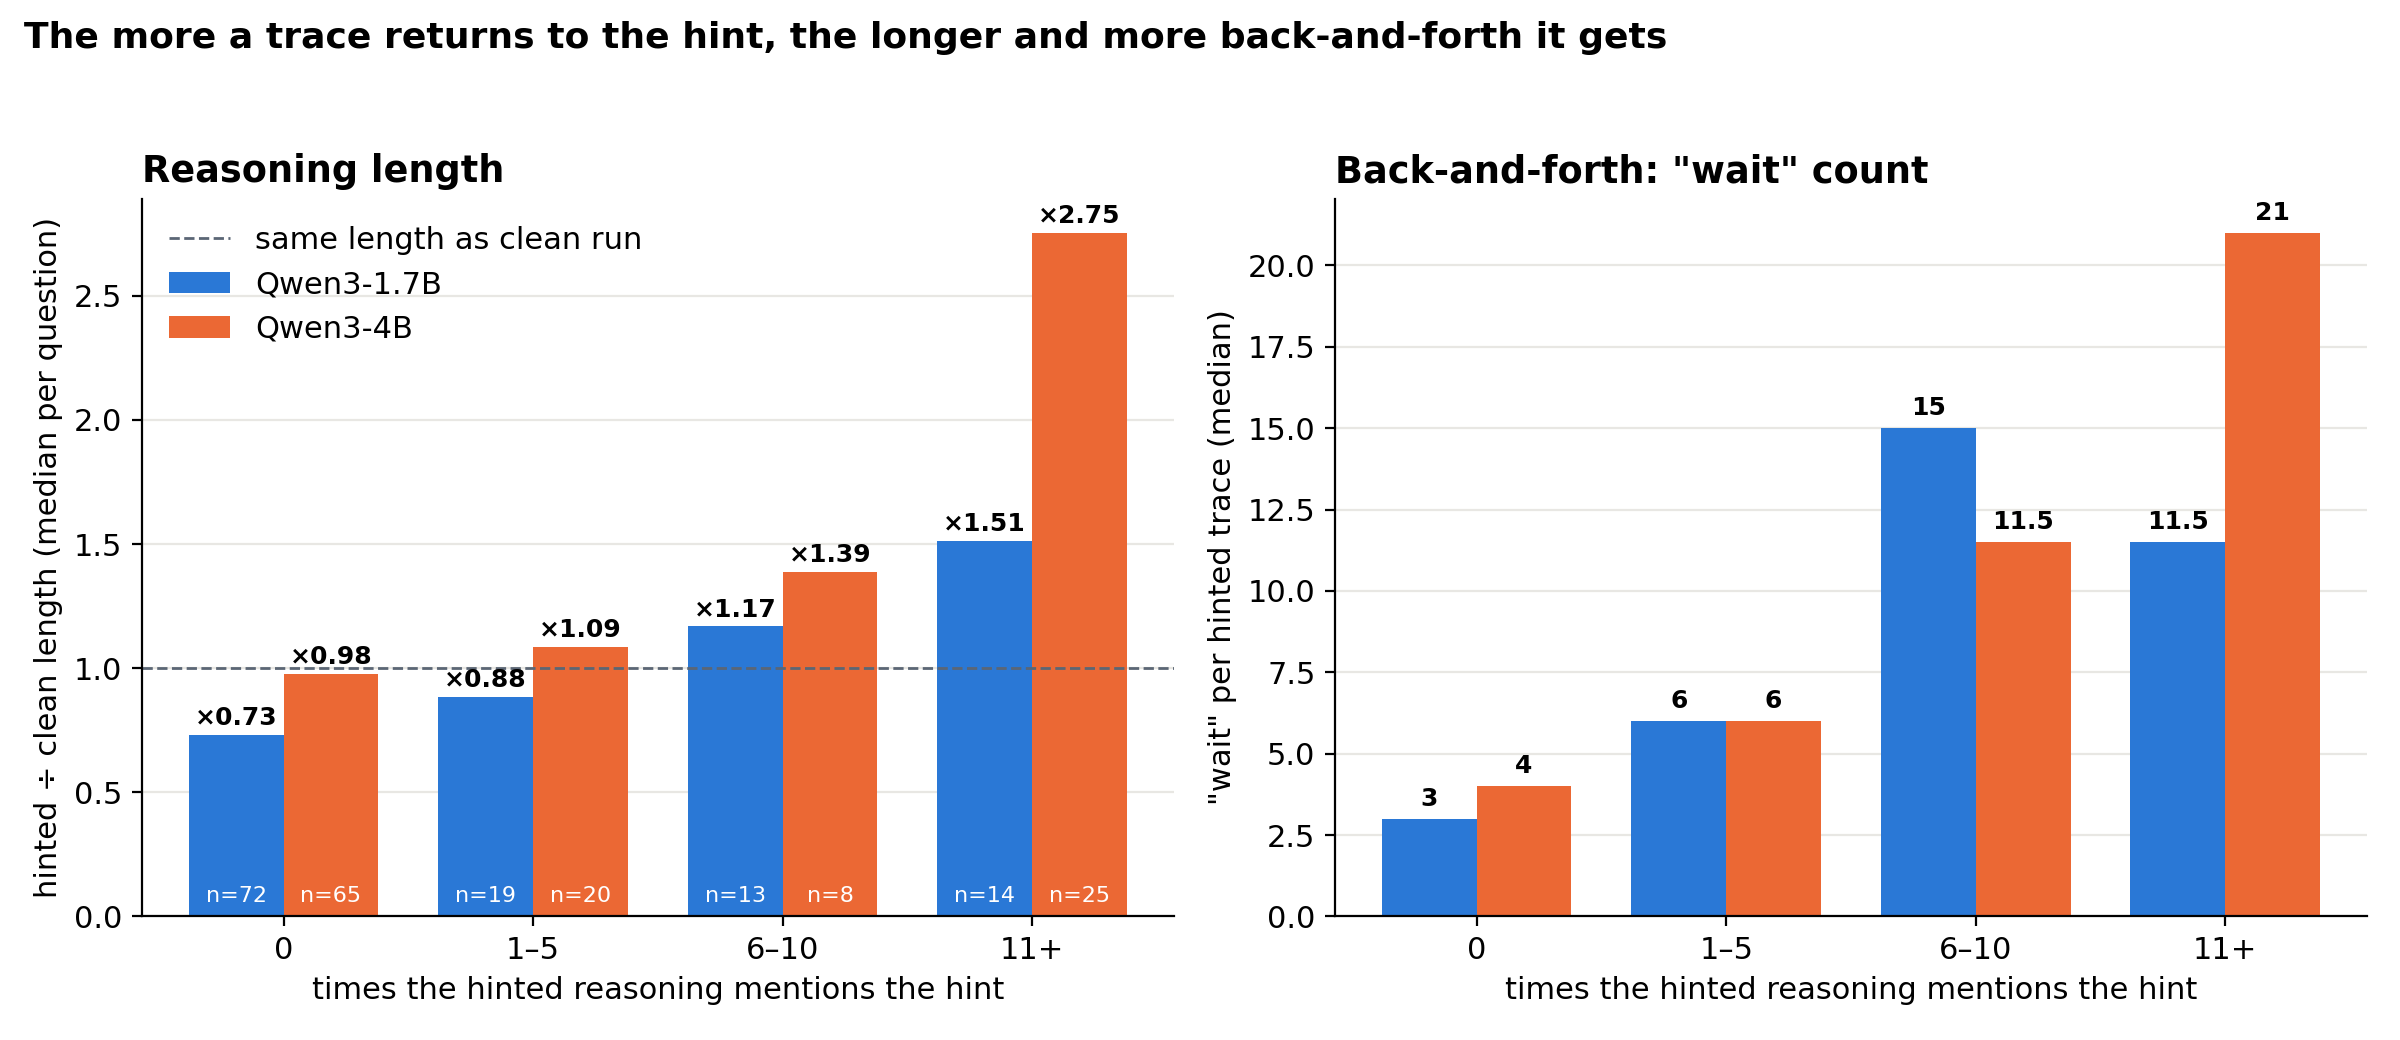 The more a trace returns to the hint, the longer and more back-and-forth it gets
Reasoning length
hinted ÷ clean length (median per question)
same length as clean run
Qwen3-1.7B
Qwen3-4B
2.5
2.0
1.5
1.0
0.5
0.0
×0.73
×0.98
×0.88
×1.09
×1.17
×1.39
×1.51
×2.75
n=72
n=65
n=19
n=20
n=13
n=8
n=14
n=25
0
1–5
6–10
11+
times the hinted reasoning mentions the hint
Back-and-forth: "wait" count
"wait" per hinted trace (median)
20.0
17.5
15.0
12.5
10.0
7.5
5.0
2.5
0.0
3
4
6
6
15
11.5
11.5
21
0
1–5
6–10
11+
times the hinted reasoning mentions the hint